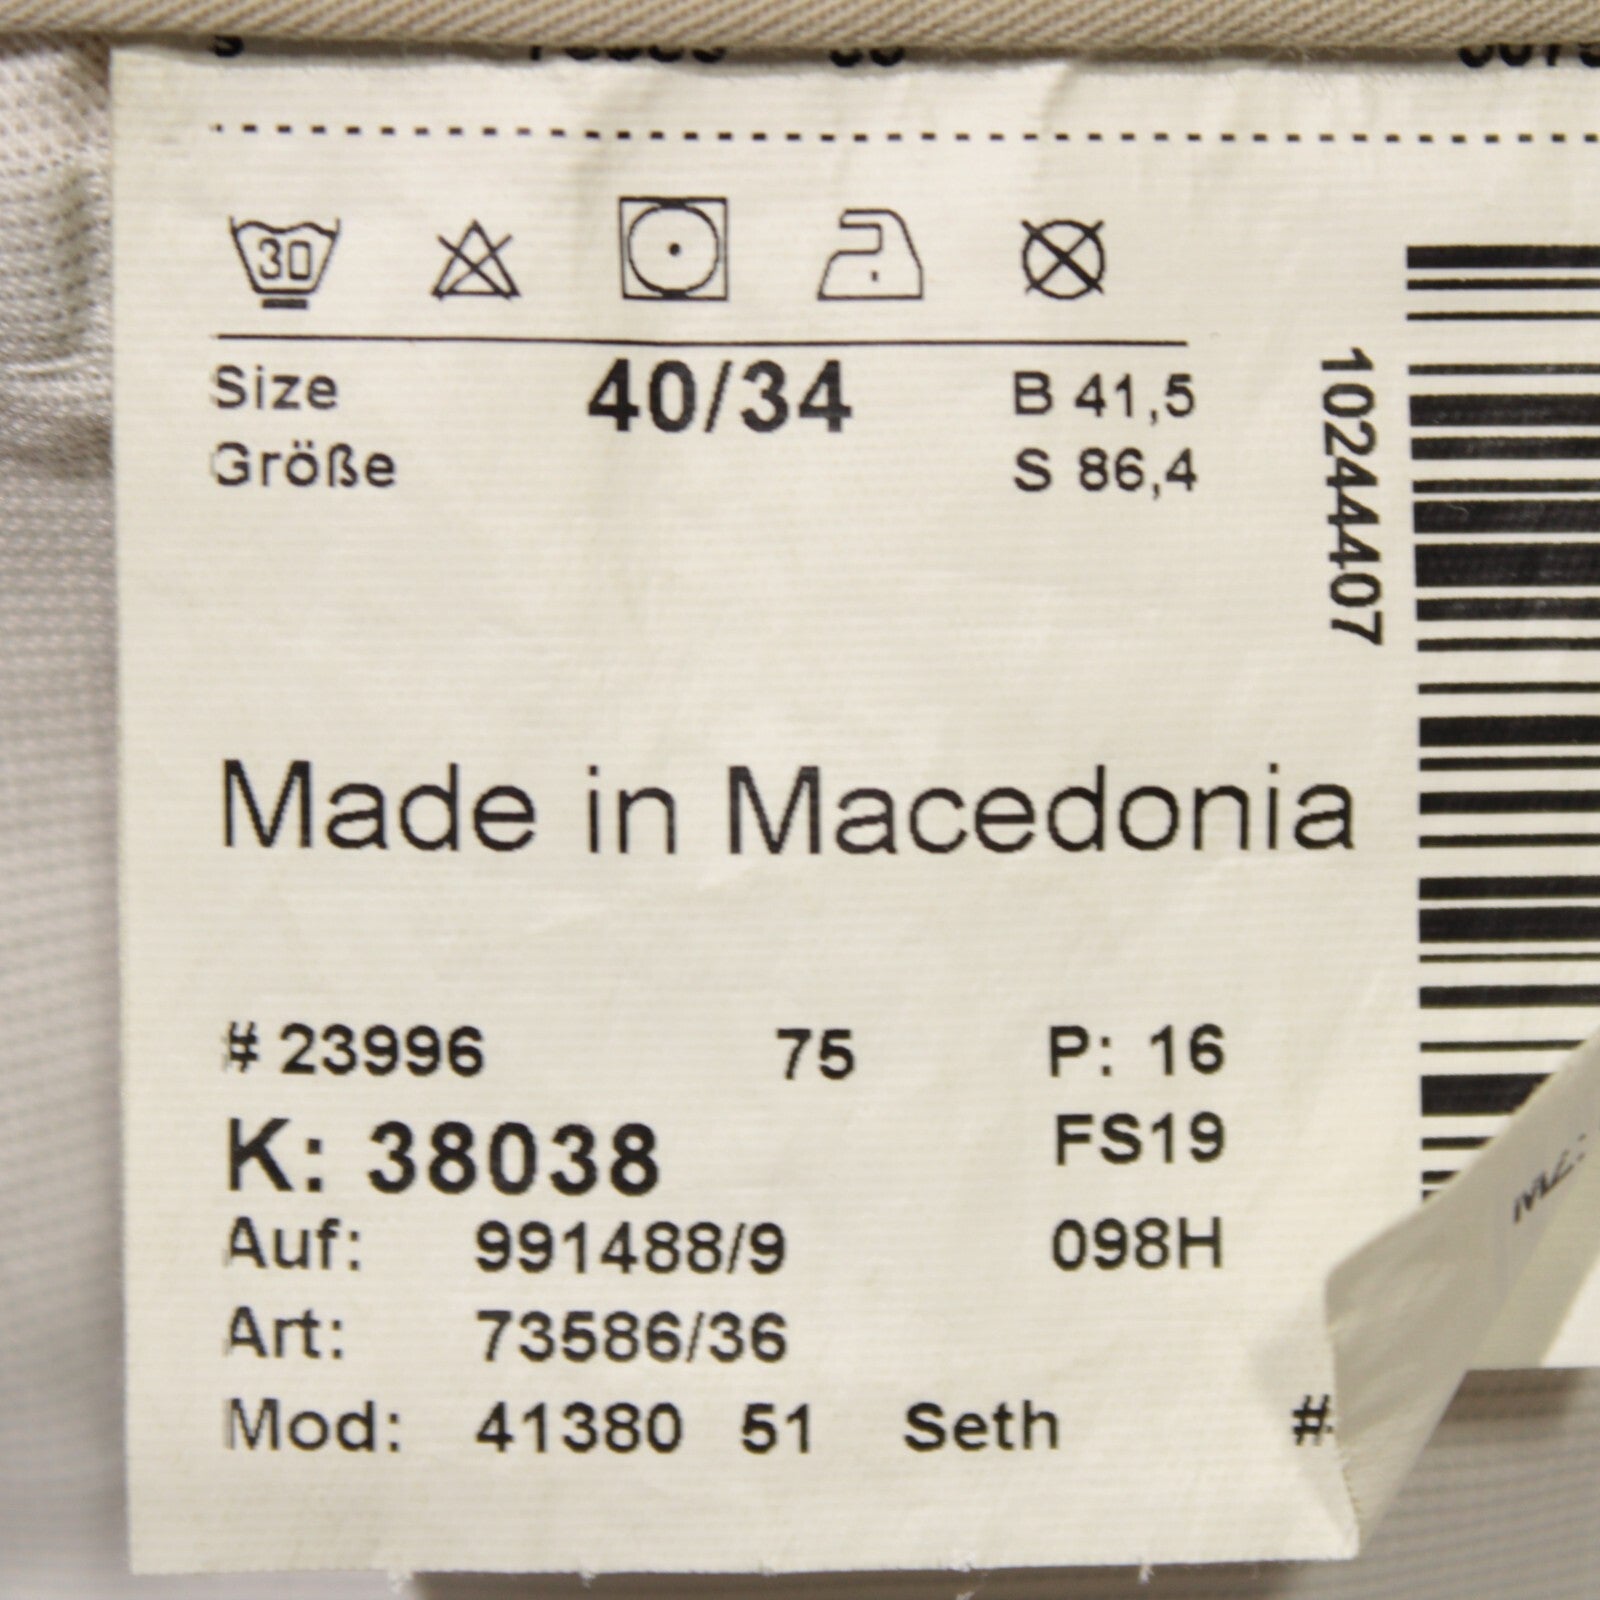 30
Size 40/34 B 41,5
Größe S 86,4
10244407
Made in Macedonia
# 23996 75 P: 16
K: 38038 FS19
Auf: 991488/9 098H
Art: 73586/36
Mod: 41380 51 Seth #